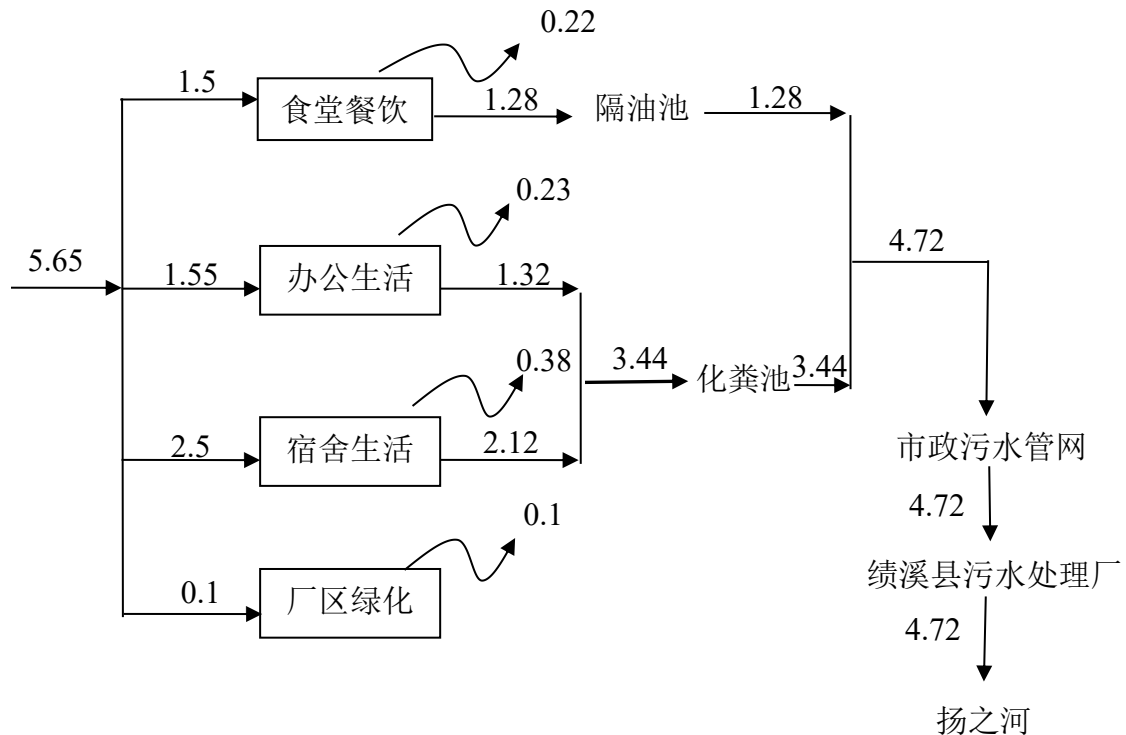 0.22
1.5
食堂餐饮
1.28
隔油池
1.28
0.23
5.65
1.55
办公生活
1.32
4.72
0.38
3.44
化粪池
3.44
2.5
宿舍生活
2.12
市政污水管网
4.72
0.1
0.1
厂区绿化
绩溪县污水处理厂
4.72
扬之河